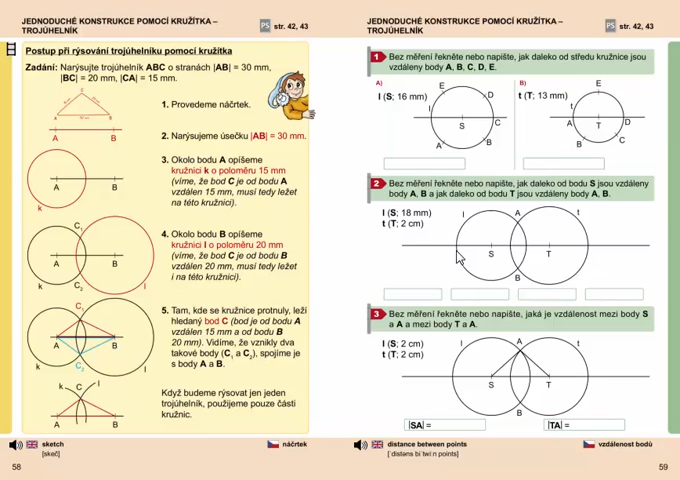 JEDNODUCHÉ KONSTRUKCE POMOCÍ KRUŽÍTKA –
TROJÚHELNÍK
PS str. 42, 43
Postup při rýsování trojúhelníku pomocí kružítka
Zadání: Narýsujte trojúhelník ABC o stranách |AB| = 30 mm,
|BC| = 20 mm, |CA| = 15 mm.
C
A B
1. Provedeme náčrtek.
A B
2. Narýsujeme úsečku |AB| = 30 mm.
3. Okolo bodu A opíšeme
kružnici k o poloměru 15 mm
(víme, že bod C je od bodu A
vzdálen 15 mm, musí tedy ležet
na této kružnici).
A B
k
4. Okolo bodu B opíšeme
kružnici l o poloměru 20 mm
(víme, že bod C je od bodu B
vzdálen 20 mm, musí tedy ležet
i na této kružnici).
C1
A B
k C2 l
5. Tam, kde se kružnice protnuly, leží
hledaný bod C (bod je od bodu A
vzdálen 15 mm a od bodu B
20 mm). Vidíme, že vznikly dva
takové body (C1 a C2), spojíme je
s body A a B.
C1
A B
C2
k l
Když budeme rýsovat jen jeden
trojúhelník, použijeme pouze části
kružnic.
k C l
A B
sketch
[skeč]
náčrtek
58
JEDNODUCHÉ KONSTRUKCE POMOCÍ KRUŽÍTKA –
TROJÚHELNÍK
PS str. 42, 43
1 Bez měření řekněte nebo napište, jak daleko od středu kružnice jsou
vzdáleny body A, B, C, D, E.
A)
l (S; 16 mm)
E D
l
S C
A B
B)
t (T; 13 mm)
E
t
A T D
B C
2 Bez měření řekněte nebo napište, jak daleko od bodu S jsou vzdáleny
body A, B a jak daleko od bodu T jsou vzdáleny body A, B.
l (S; 18 mm)
t (T; 2 cm)
l A t
S T
B
3 Bez měření řekněte nebo napište, jaká je vzdálenost mezi body S
a A a mezi body T a A.
l (S; 2 cm)
t (T; 2 cm)
l A t
S T
B
|SA| =
|TA| =
distance between points
[ˈdistəns biˈtwiːn points]
vzdálenost bodů
59